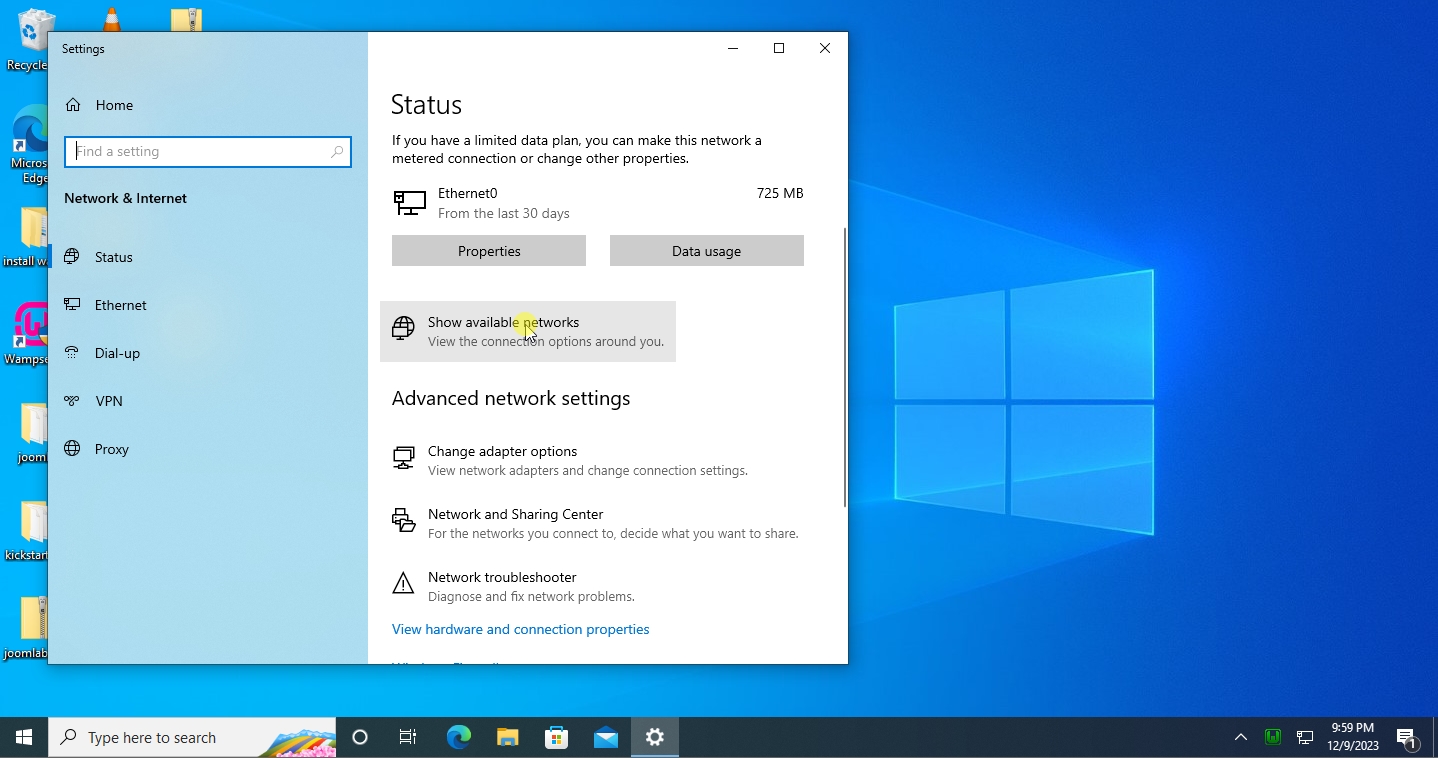 Recycle
Micros
Edge
install w
Wampse
joom
kickstart
joomlab
Settings
Home
Find a setting
Network & Internet
Status
Ethernet
Dial-up
VPN
Proxy
Status
If you have a limited data plan, you can make this network a
metered connection or change other properties.
Ethernet0
725 MB
From the last 30 days
Properties
Data usage
Show available networks
View the connection options around you.
Advanced network settings
Change adapter options
View network adapters and change connection settings.
Network and Sharing Center
For the networks you connect to, decide what you want to share.
Network troubleshooter
Diagnose and fix network problems.
View hardware and connection properties
Type here to search
9:59 PM
12/9/2023
1